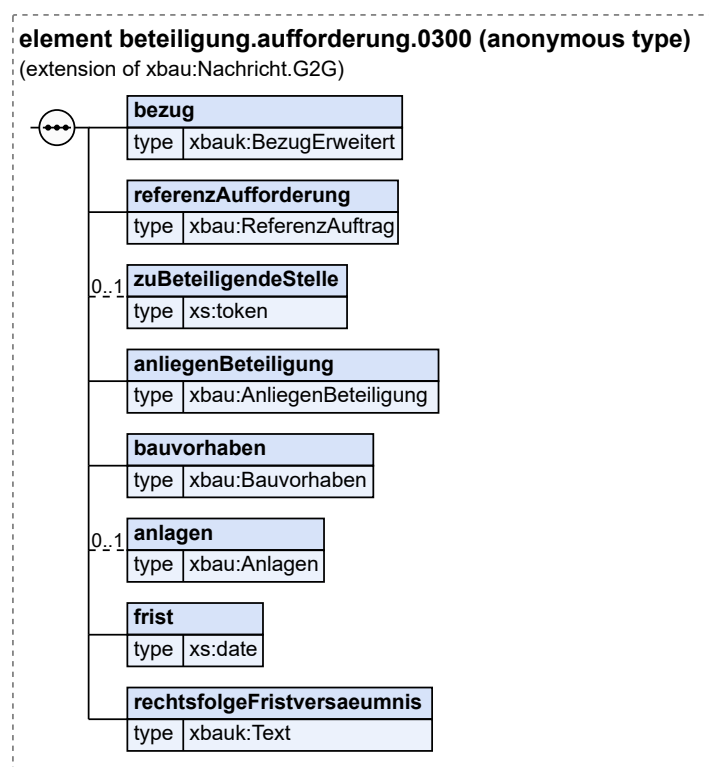 element beteiligung.aufforderung.0300 (anonymous type)
(extension of xbau:Nachricht.G2G)
bezug
type xbauk:BezugErweitert
referenzAufforderung
type xbau:ReferenzAuftrag
0..1 zuBeteiligendeStelle
type xs:token
anliegenBeteiligung
type xbau:AnliegenBeteiligung
bauvorhaben
type xbau:Bauvorhaben
0..1 anlagen
type xbau:Anlagen
frist
type xs:date
rechtsfolgeFristversaeumnis
type xbauk:Text